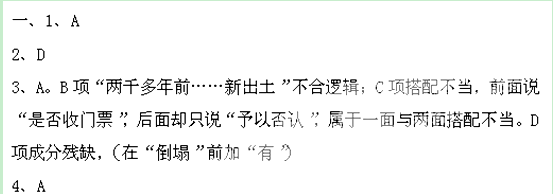 一、1、A
2、D
3、A。B项“两千多年前……新出土”不合逻辑；C项搭配不当，前面说
“是否收门票”，后面却只说“予以否认”，属于一面与两面搭配不当。D
项成分残缺，（在“倒塌”前加“有”）
4、A